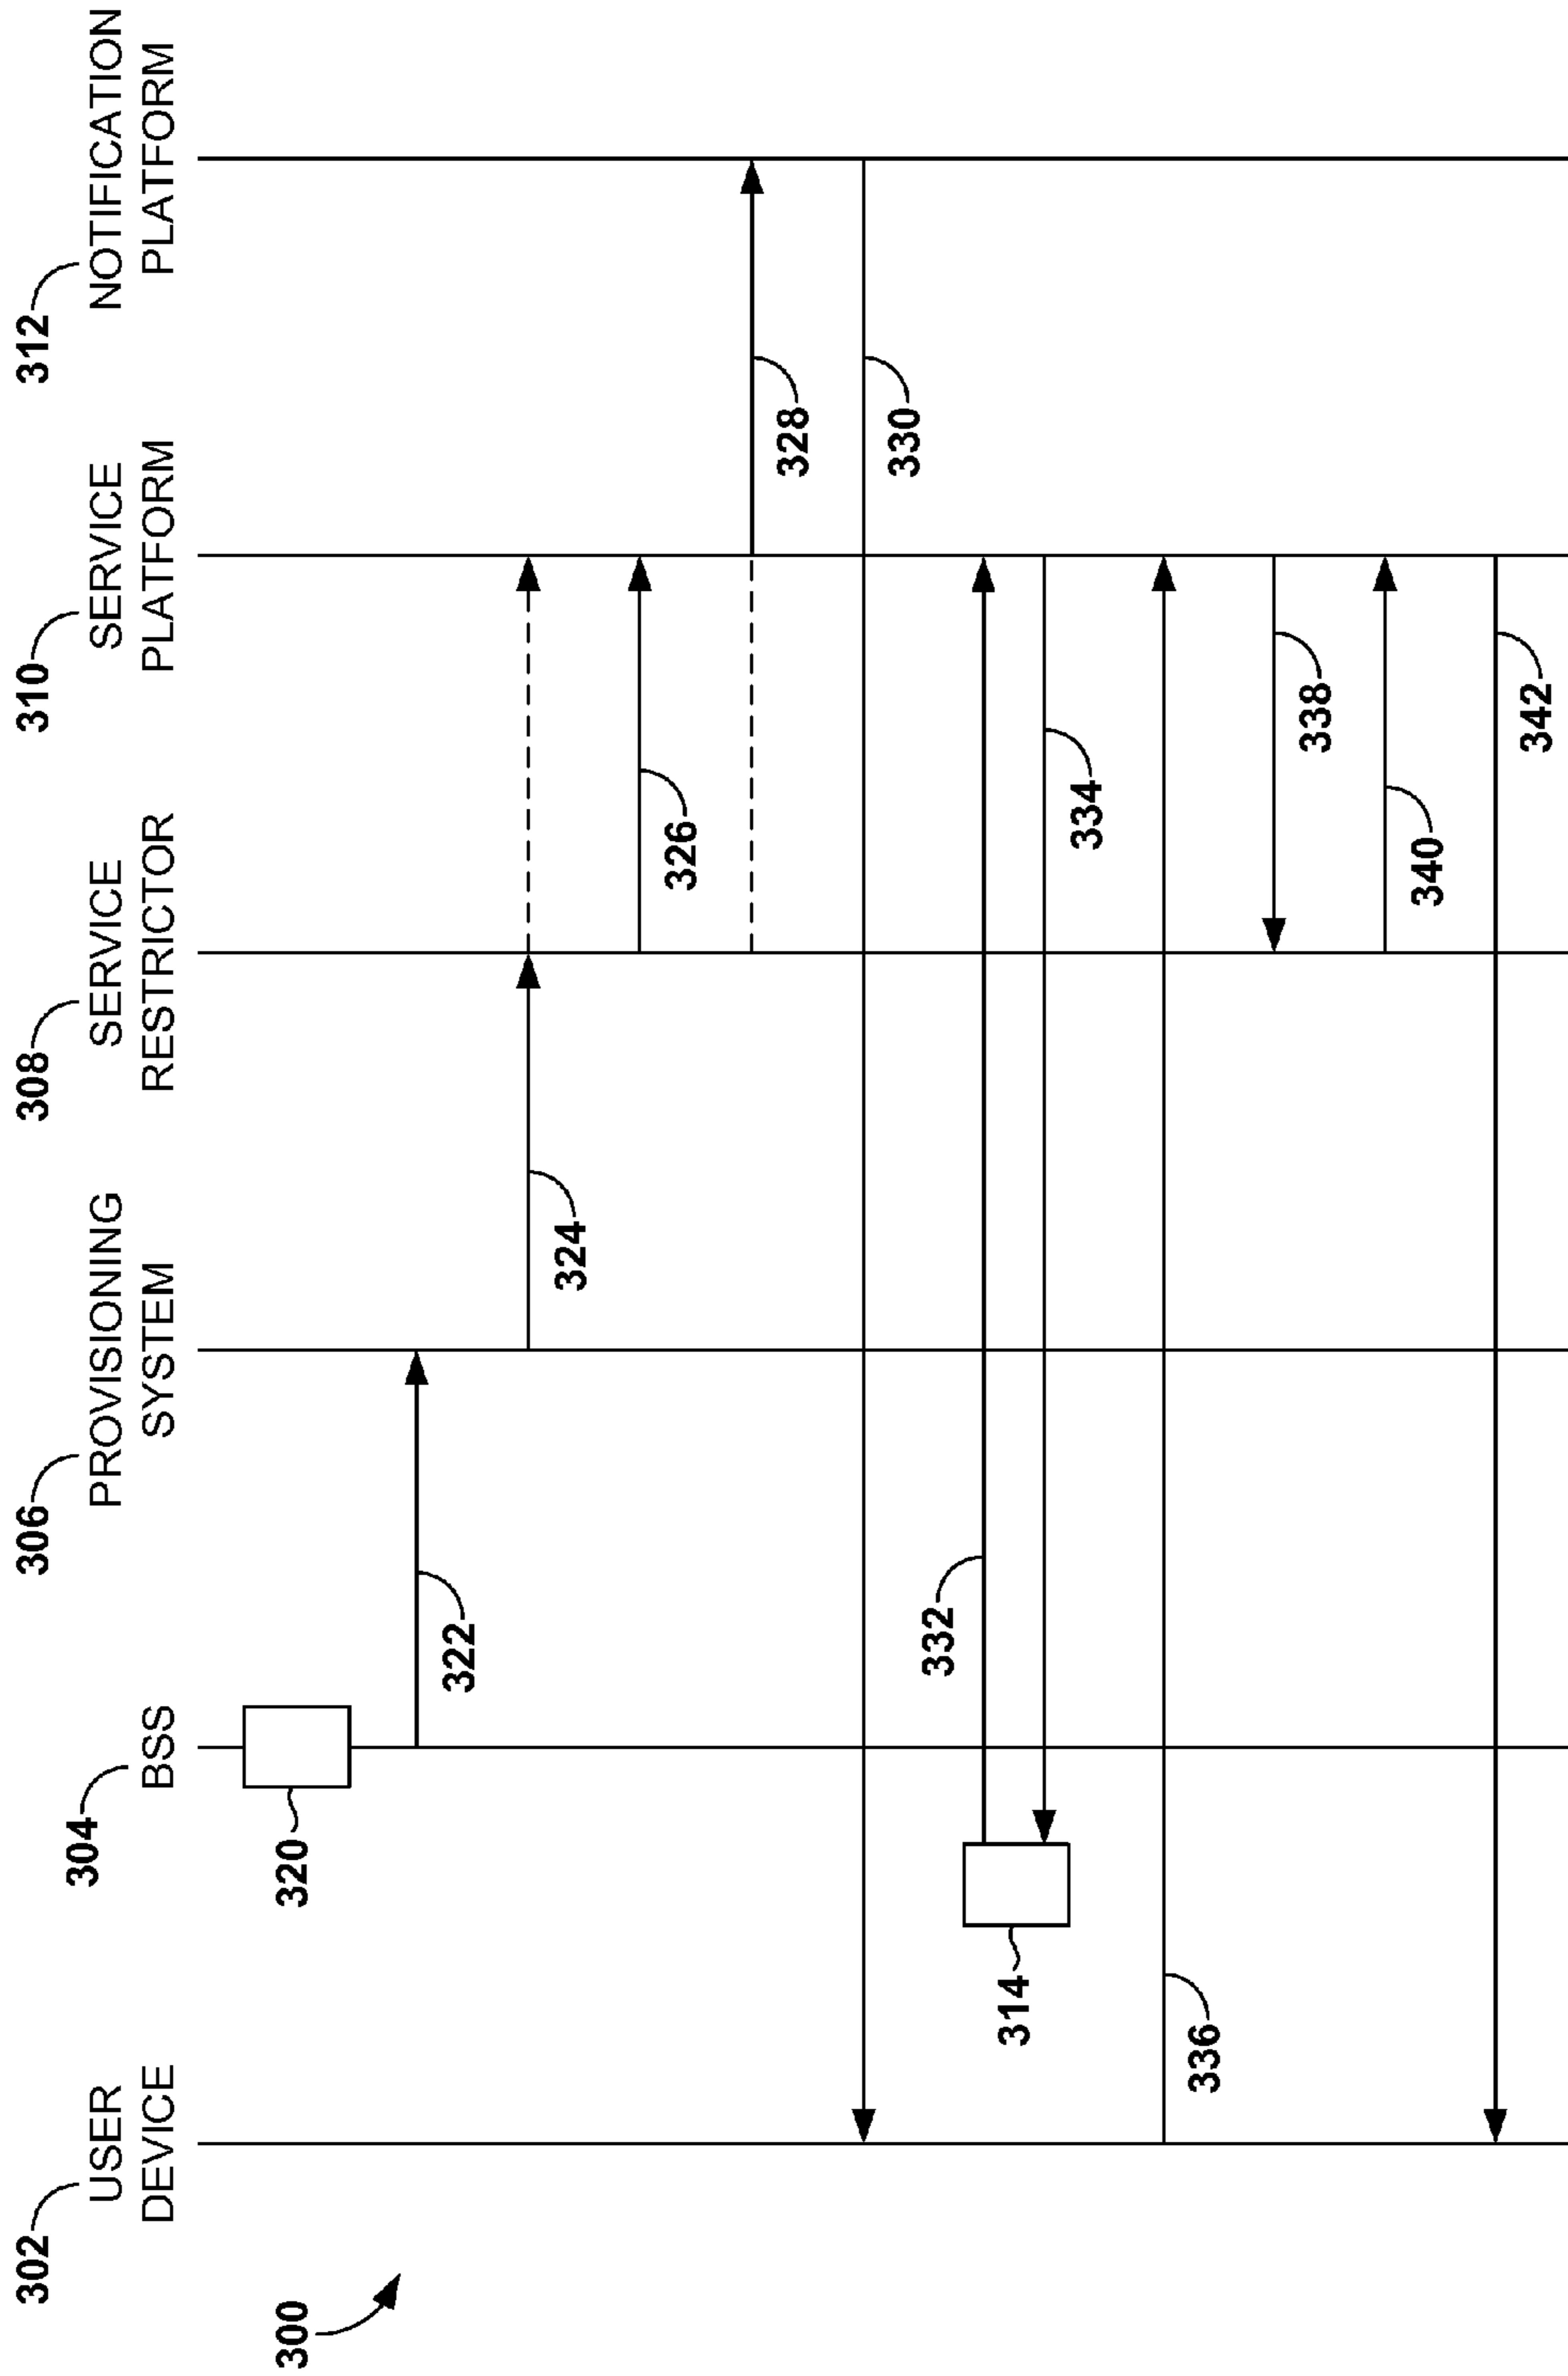 300
302
USER
DEVICE
304
BSS
306
PROVISIONING
SYSTEM
308
SERVICE
RESTRICTOR
310
SERVICE
PLATFORM
312
NOTIFICATION
PLATFORM
320
322
324
326
328
330
332
314
334
336
338
340
342